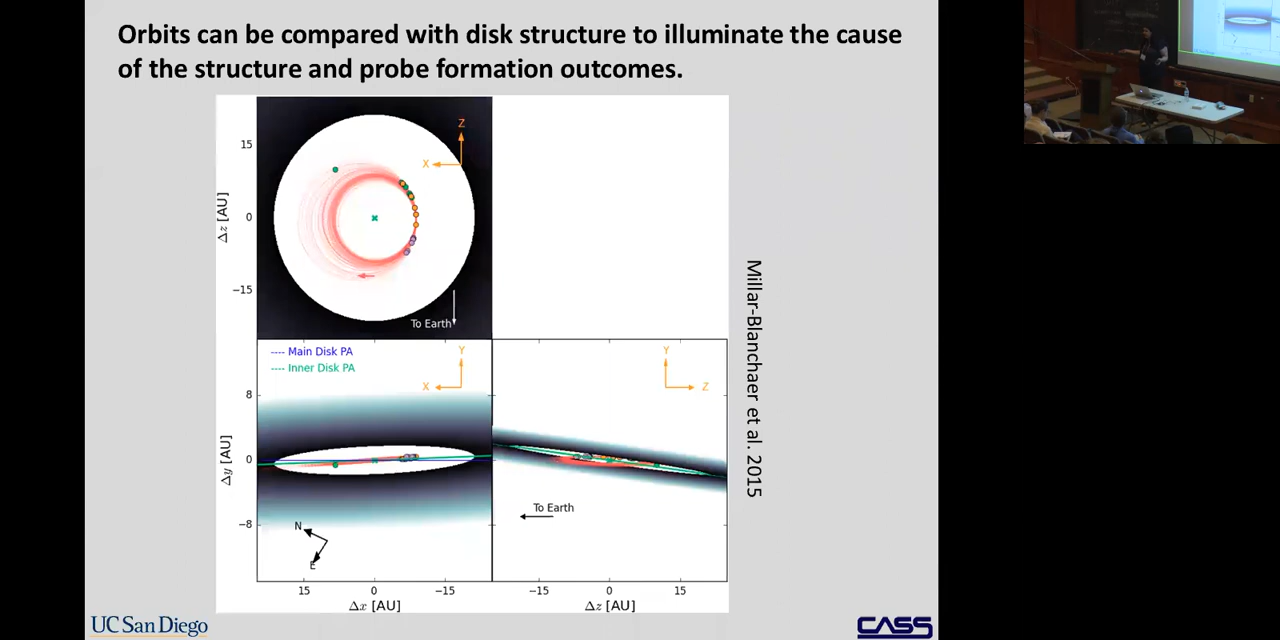 Orbits can be compared with disk structure to illuminate the cause
of the structure and probe formation outcomes.
15
0
−15
Δz [AU]
Z
X
To Earth
Main Disk PA
Inner Disk PA
Y
X
8
0
−8
Δy [AU]
N
E
15
0
−15
Δx [AU]
Y
Z
To Earth
−15
0
15
Δz [AU]
Millar-Blanchaer et al. 2015
UC San Diego
CASS